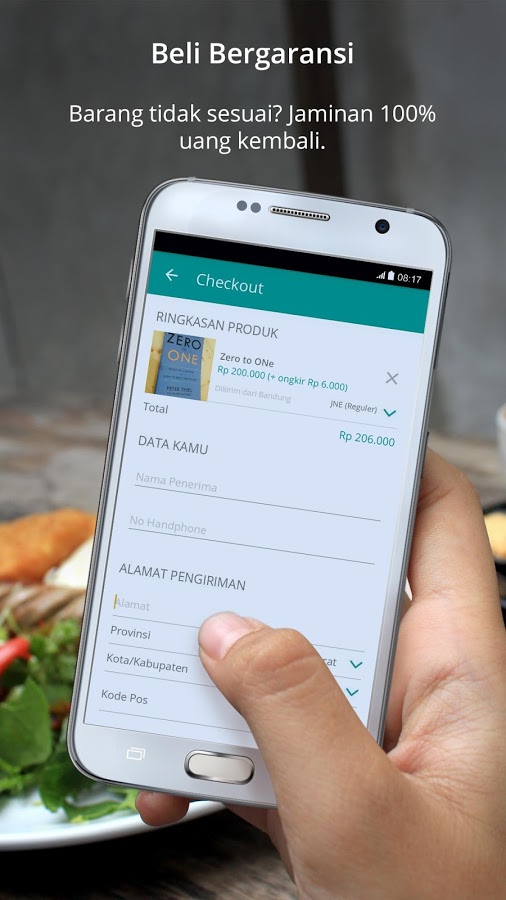 Beli Bergaransi
Barang tidak sesuai? Jaminan 100%
uang kembali.
08:17
Checkout
RINGKASAN PRODUK
ZERO
TO
ONE
PETER THIEL
Zero to ONe
Rp 200.000 (+ ongkir Rp 6.000)
Dikirim dari Bandung
JNE (Reguler)
Total
Rp 206.000
DATA KAMU
Nama Penerima
No Handphone
ALAMAT PENGIRIMAN
Alamat
Provinsi
rat
Kota/Kabupaten
Kode Pos